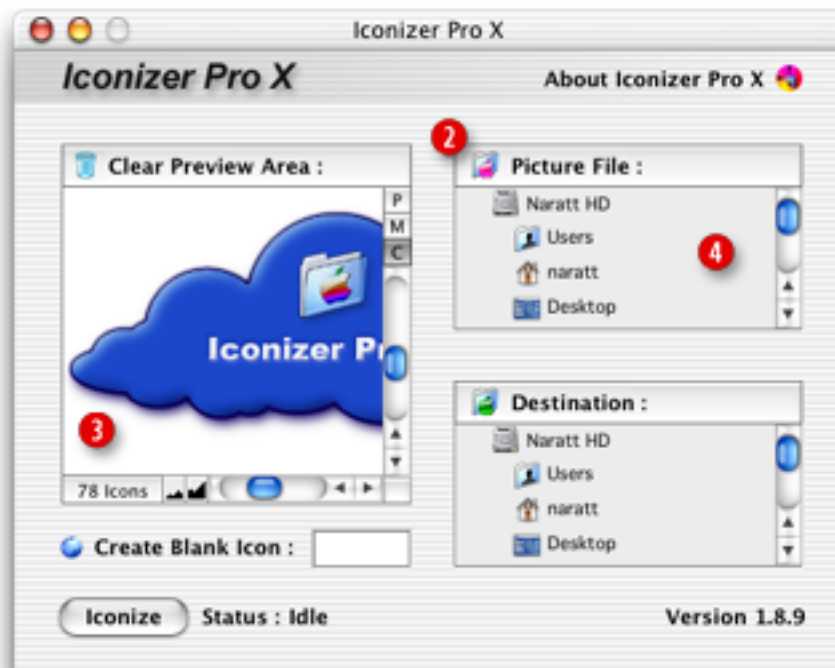 Iconizer Pro X
Iconizer Pro X
About Iconizer Pro X
2
Clear Preview Area :
P
M
C
Iconizer Pr
3
78 Icons
Picture File :
Naratt HD
Users
naratt
Desktop
4
Destination :
Naratt HD
Users
naratt
Desktop
Create Blank Icon :
Iconize
Status : Idle
Version 1.8.9